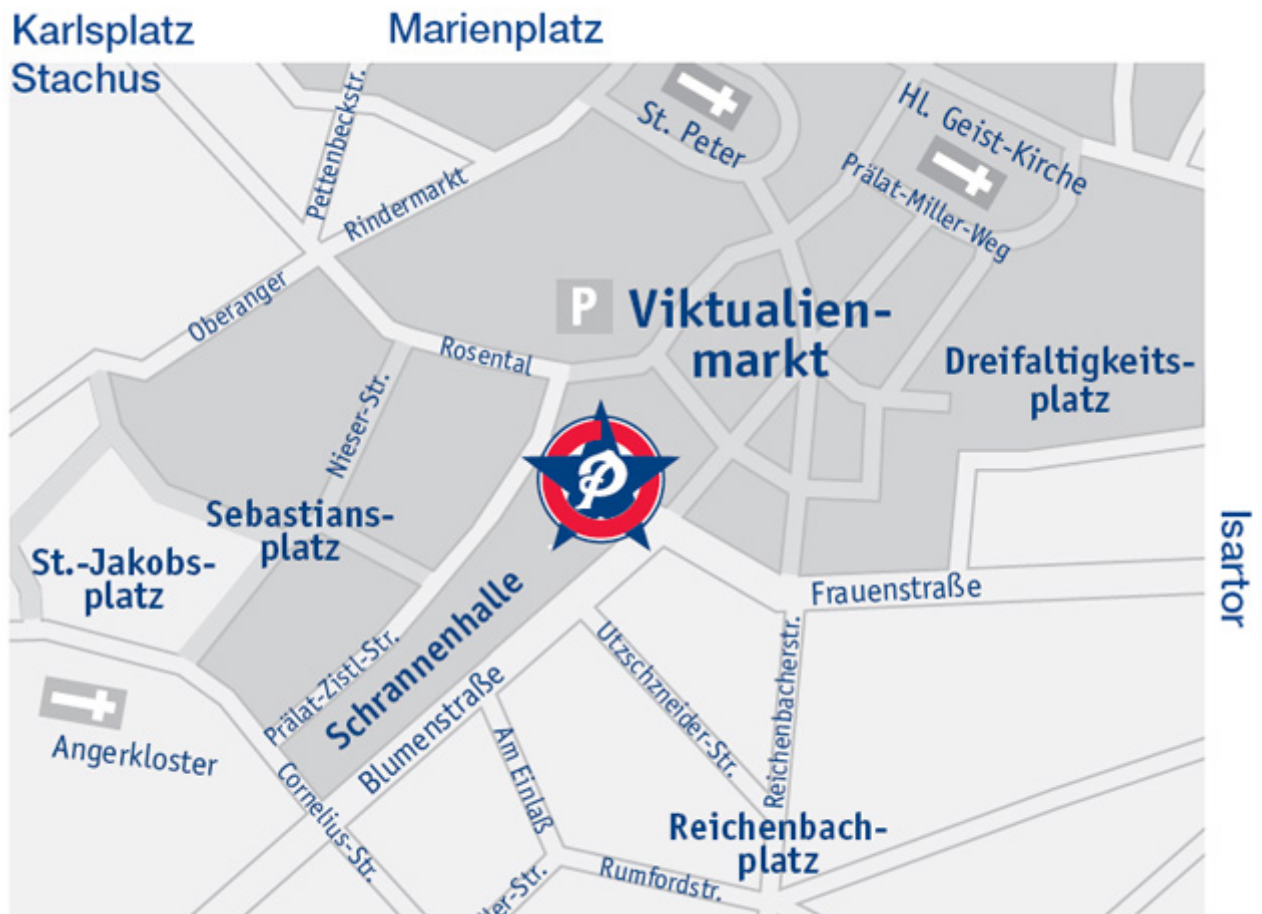 Karlsplatz
Stachus
Marienplatz
Pettenbeckstr.
Rindermarkt
St. Peter
Hl. Geist-Kirche
Prälat-Miller-Weg
Oberanger
Rosental
P
Viktualien-
markt
Dreifaltigkeits-
platz
Nieser-Str.
P
Sebastians-
platz
St.-Jakobs-
platz
Isartor
Frauenstraße
Schrannenhalle
Prälat-Zistl-Str.
Blumenstraße
Utzschzneider-Str.
Reichenbacherstr.
Angerkloster
Am Einlaß
Cornelius-Str.
Reichenbach-
platz
Rumfordstr.